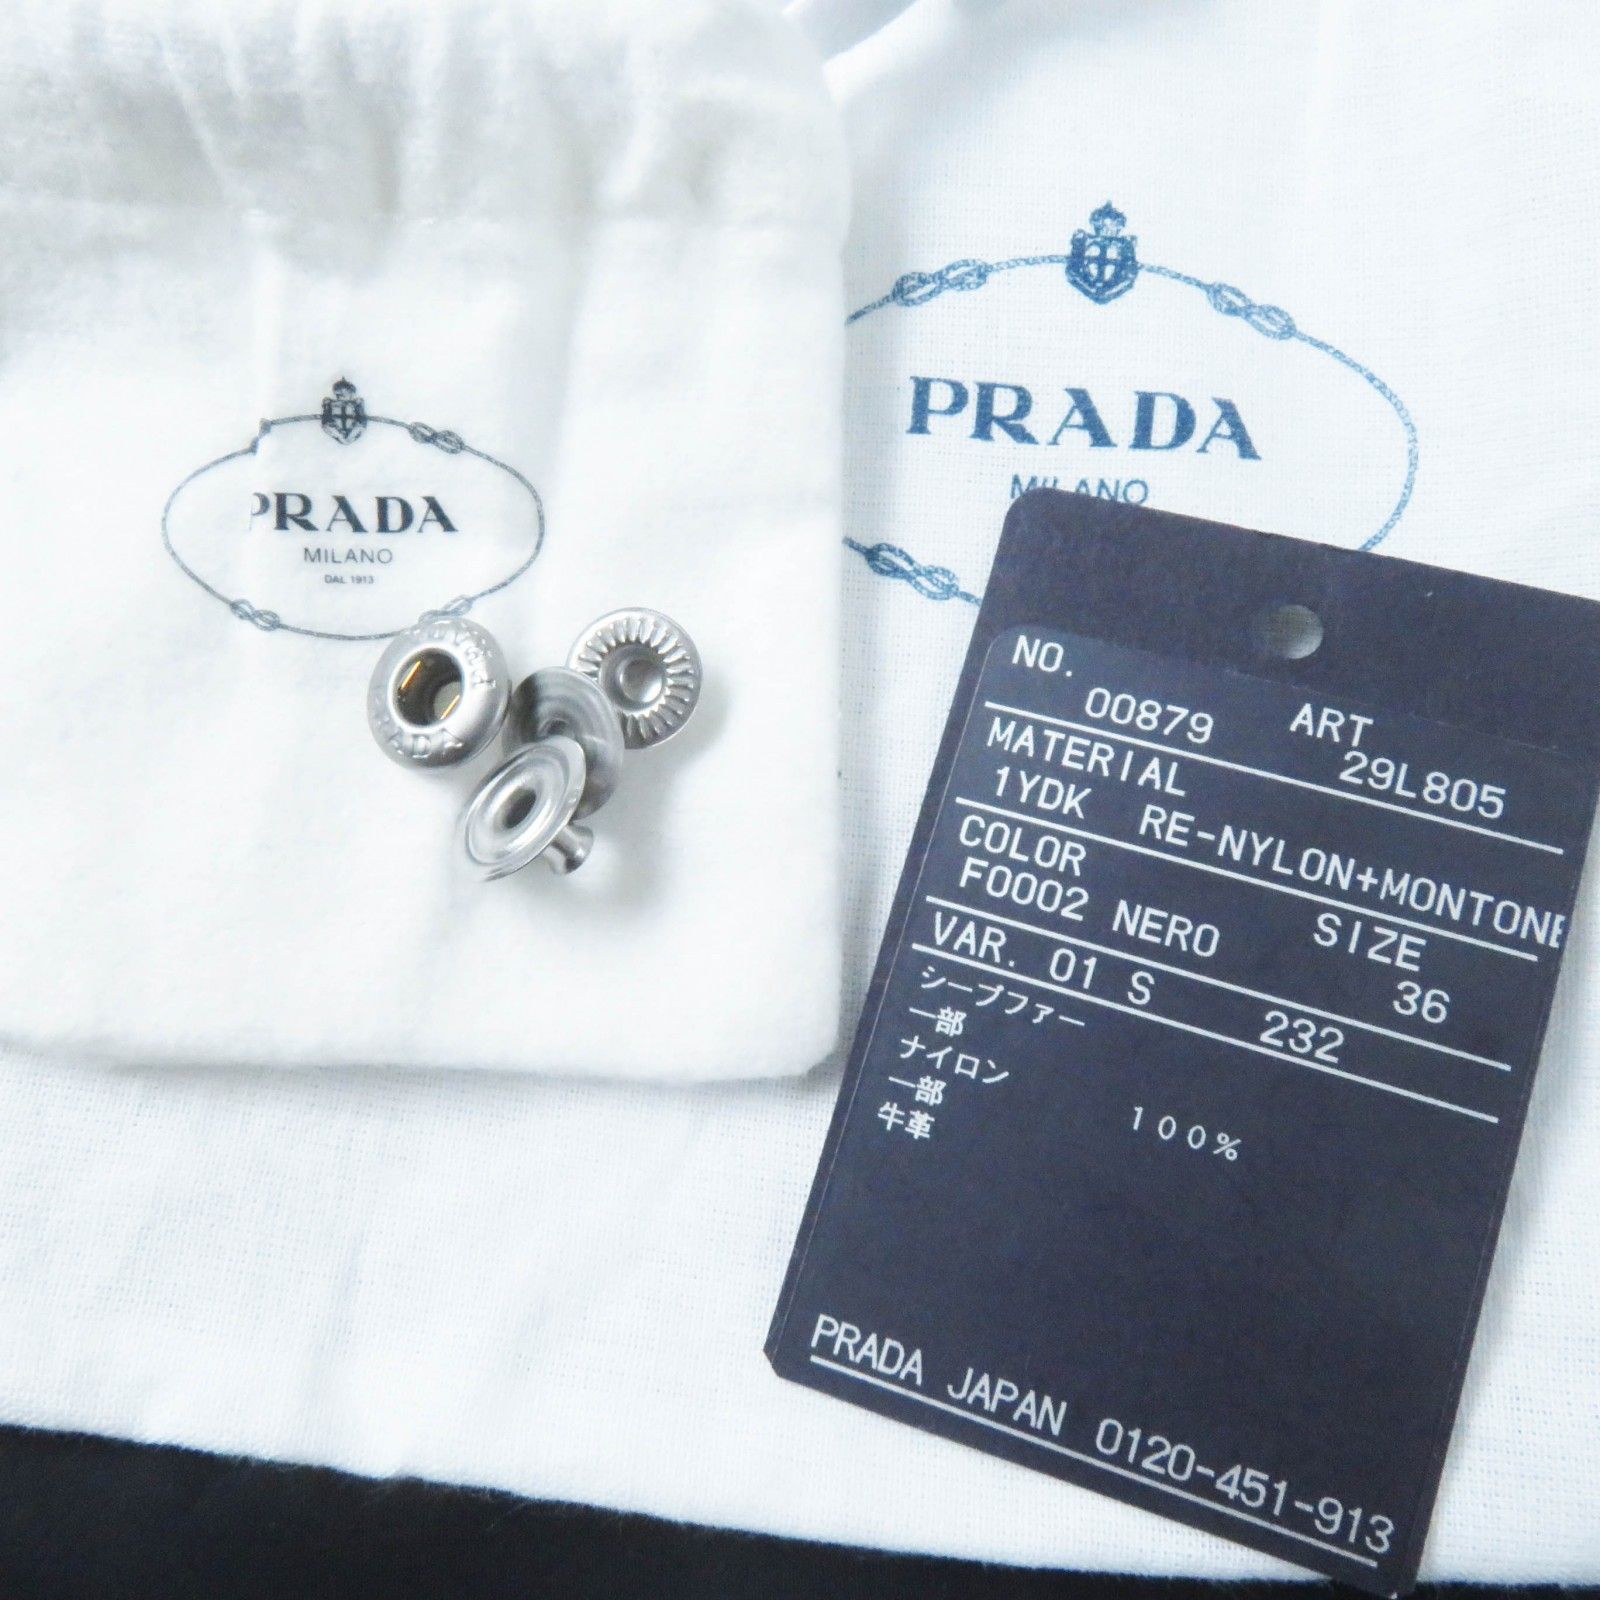 PRADA
MILANO
DAL 1913
PRADA
MILANO
PRADA
NO.
00879
ART
29L805
MATERIAL
1YDK RE-NYLON+MONTONE
COLOR
F0002 NERO
SIZE
36
VAR. 01 S
232
シープファー
一部
ナイロン
一部
牛革
100%
PRADA JAPAN 0120-451-913